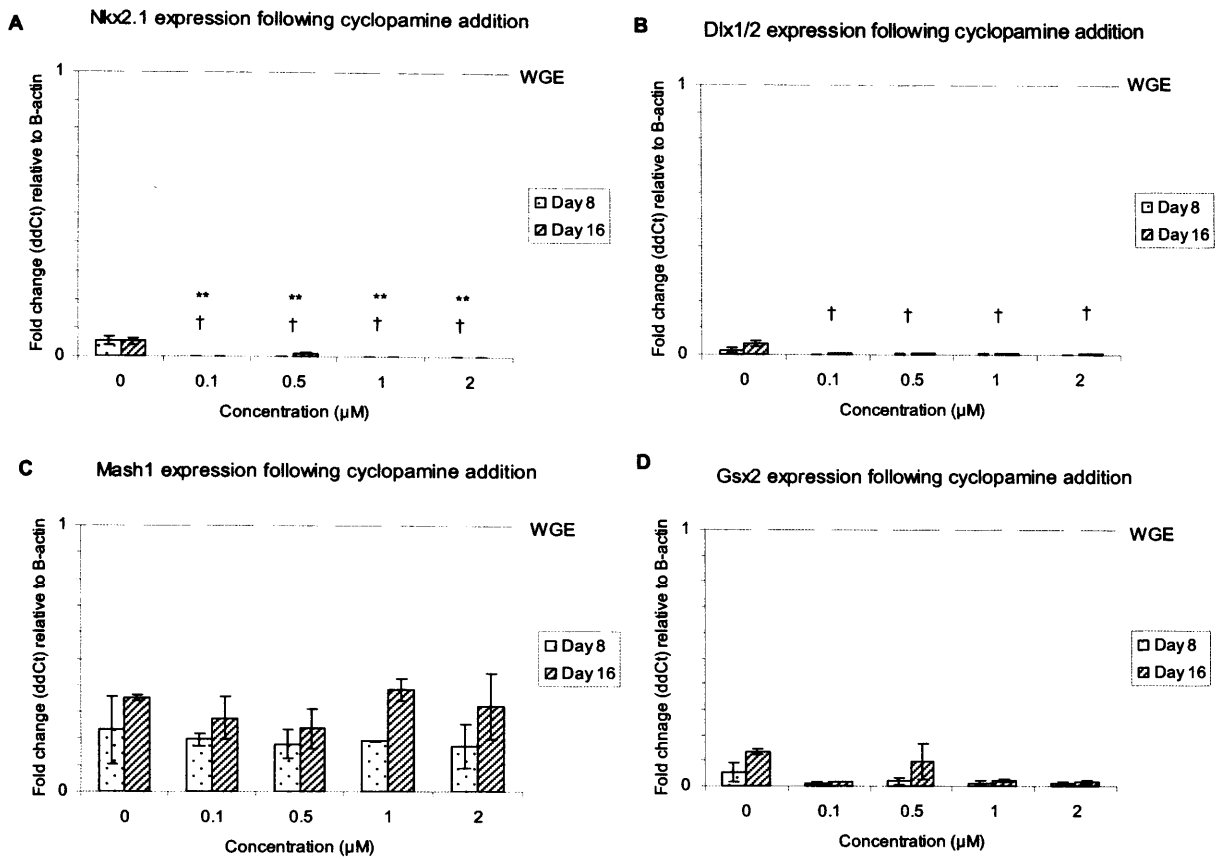 A
Nkx2.1 expression following cyclopamine addition
Fold change (ddCt) relative to B-actin
1
0
WGE
Day 8
Day 16
** ** ** **
† † † †
0 0.1 0.5 1 2
Concentration (µM)
B
Dlx1/2 expression following cyclopamine addition
Fold change (ddCt) relative to B-actin
1
0
WGE
Day 8
Day 16
† † † †
0 0.1 0.5 1 2
Concentration (µM)
C
Mash1 expression following cyclopamine addition
Fold change (ddCt) relative to B-actin
1
0
WGE
Day 8
Day 16
0 0.1 0.5 1 2
Concentration (µM)
D
Gsx2 expression following cyclopamine addition
Fold chnage (ddCt) relative to B-actin
1
0
WGE
Day 8
Day 16
0 0.1 0.5 1 2
Concentration (µM)